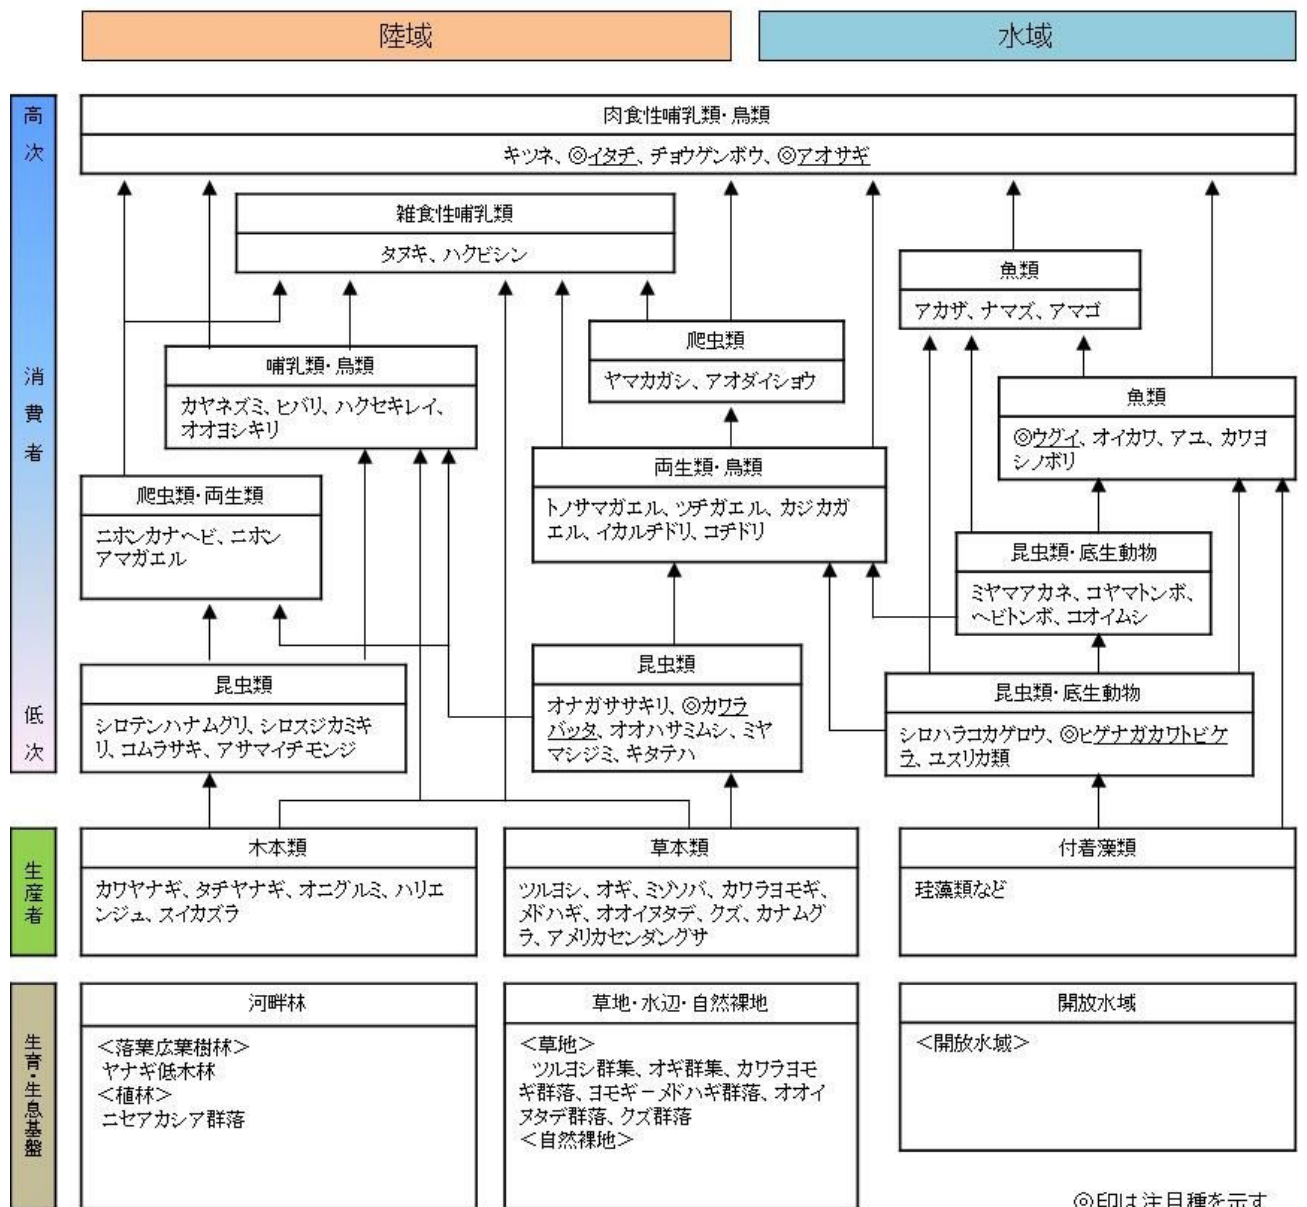 陸域
水域
高次
消費者
低次
肉食性哺乳類・鳥類
キツネ、◎イタチ、チョウゲンボウ、◎アオサギ
雑食性哺乳類
タヌキ、ハクビシン
魚類
アカザ、ナマズ、アマゴ
爬虫類
ヤマカガシ、アオダイショウ
哺乳類・鳥類
カヤネズミ、ヒバリ、ハクセキレイ、
オオヨシキリ
魚類
◎ウグイ、オイカワ、アユ、カワヨ
シノボリ
両生類・鳥類
トノサマガエル、ツチガエル、カジカガ
エル、イカルチドリ、コチドリ
爬虫類・両生類
ニホンカナヘビ、ニホン
アマガエル
昆虫類・底生動物
ミヤマアカネ、コヤマトンボ、
ヘビトンボ、コオイムシ
昆虫類
シロテンハナムグリ、シロスジカミキ
リ、コムラサキ、アサマイチモンジ
昆虫類
オナガササキリ、◎カワラ
バッタ、オオハサミムシ、ミヤ
マシジミ、キタテハ
昆虫類・底生動物
シロハラコカゲロウ、◎ヒゲナガカワトビケ
ラ、ユスリカ類
生産者
木本類
カワヤナギ、タチヤナギ、オニグルミ、ハリエ
ンジュ、スイカズラ
草本類
ツルヨシ、オギ、ミゾソバ、カワラヨモギ、
メドハギ、オオイヌタデ、クズ、カナムグ
ラ、アメリカセンダングサ
付着藻類
珪藻類など
生育・生息基盤
河畔林
＜落葉広葉樹林＞
ヤナギ低木林
＜植林＞
ニセアカシア群落
草地・水辺・自然裸地
＜草地＞
ツルヨシ群集、オギ群集、カワラヨモ
ギ群落、ヨモギーメドハギ群落、オオイ
ヌタデ群落、クズ群落
＜自然裸地＞
開放水域
＜開放水域＞
◎印は注目種を示す